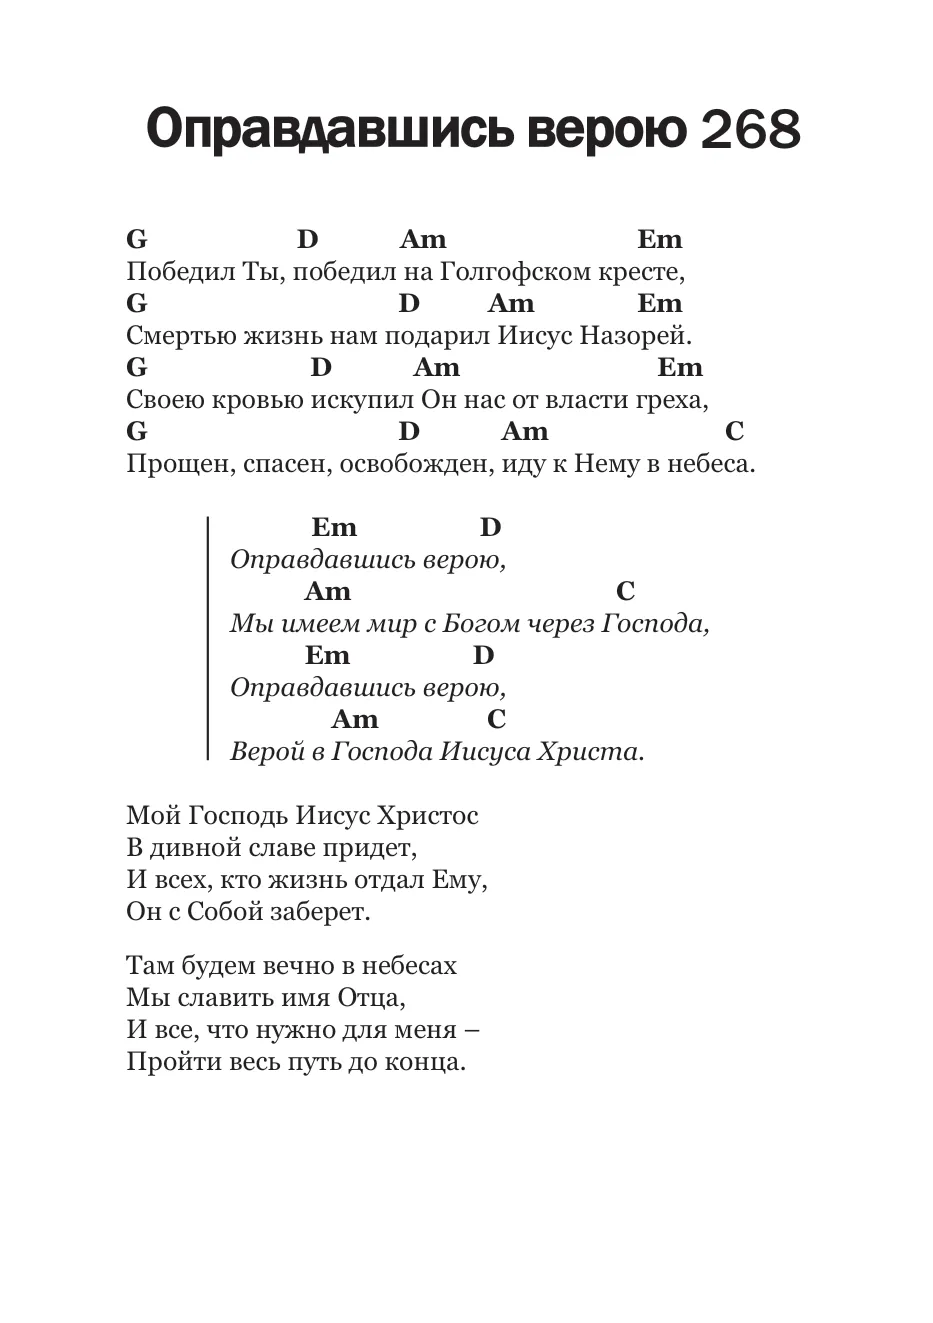 Оправдавшись верою 268
G D Am Em
Победил Ты, победил на Голгофском кресте,
G D Am Em
Смертью жизнь нам подарил Иисус Назорей.
G D Am Em
Своею кровью искупил Он нас от власти греха,
G D Am C
Прощен, спасен, освобожден, иду к Нему в небеса.
Em D
Оправдавшись верою,
Am C
Мы имеем мир с Богом через Господа,
Em D
Оправдавшись верою,
Am C
Верой в Господа Иисуса Христа.
Мой Господь Иисус Христос
В дивной славе придет,
И всех, кто жизнь отдал Ему,
Он с Собой заберет.
Там будем вечно в небесах
Мы славить имя Отца,
И все, что нужно для меня –
Пройти весь путь до конца.